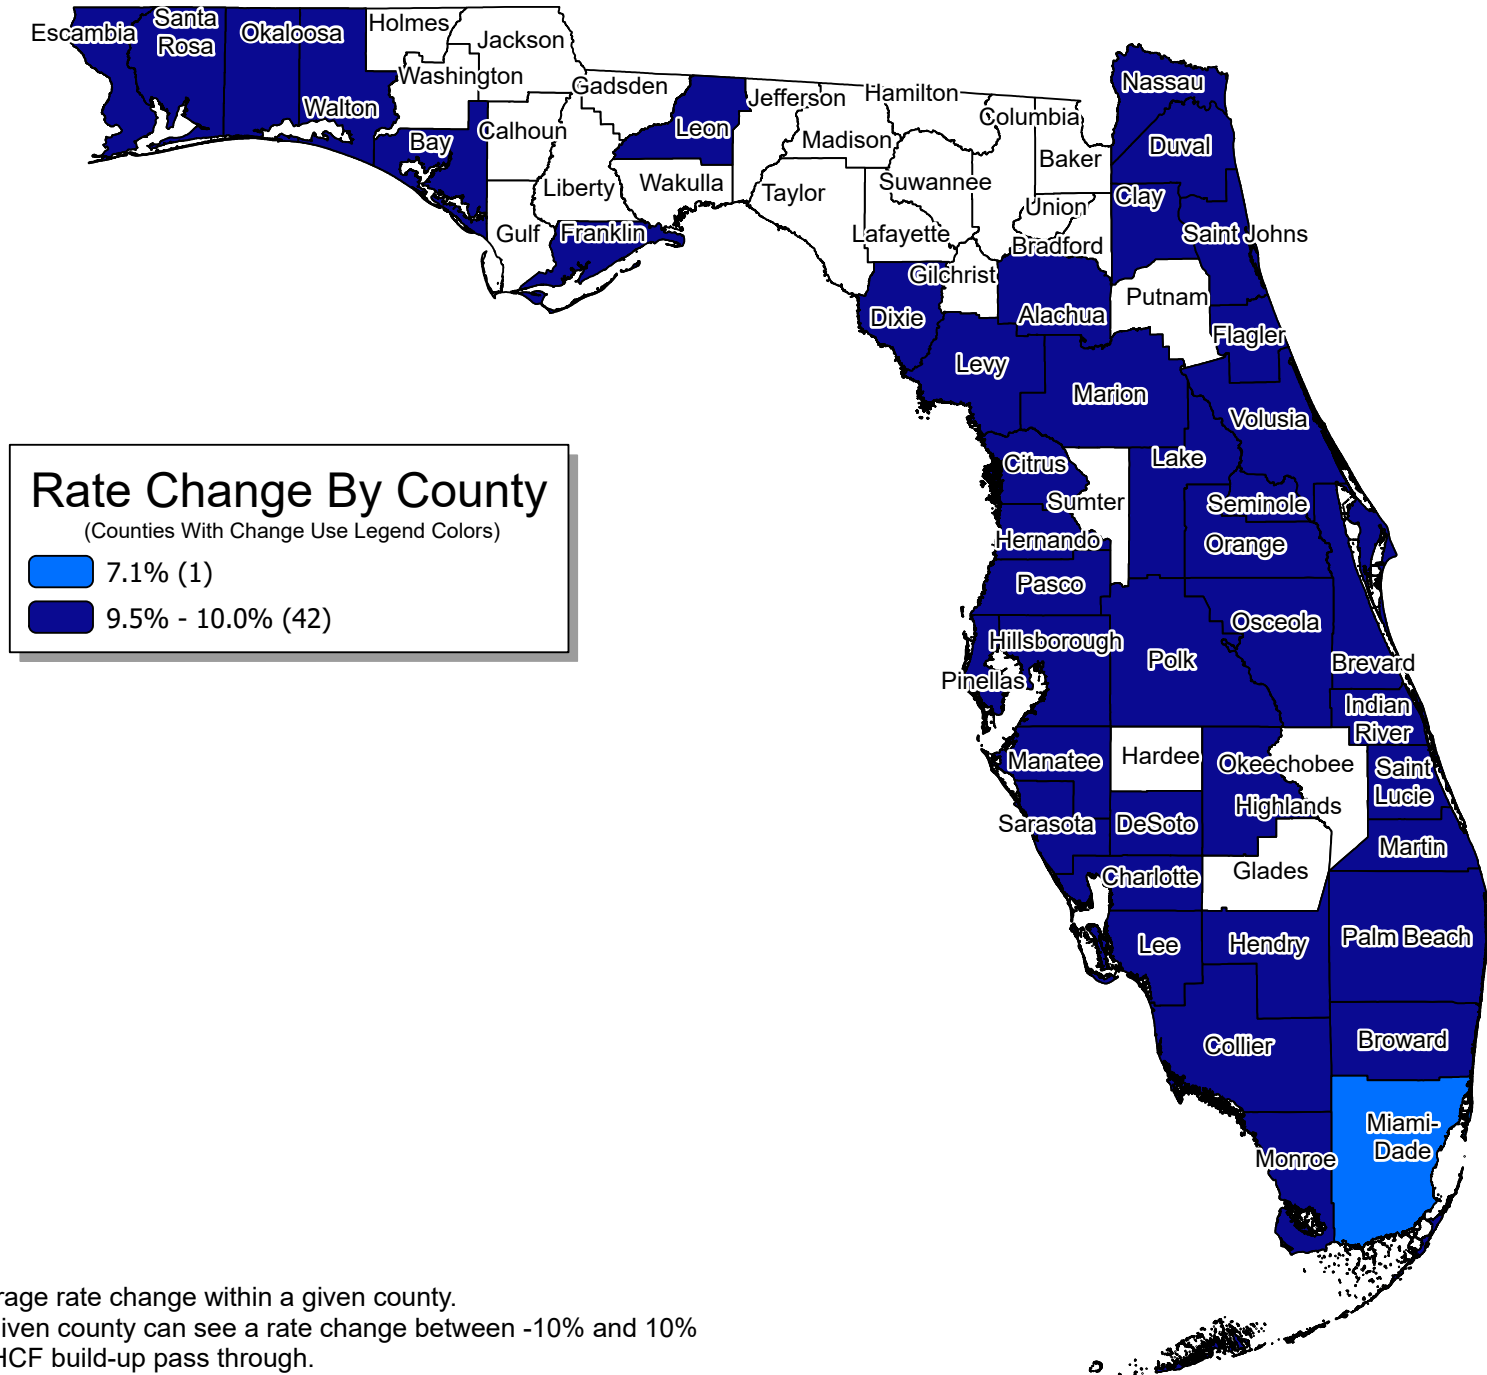 Escambia
Santa
Rosa
Okaloosa
Holmes
Jackson
Washington
Walton
Bay
Calhoun
Gadsden
Liberty
Gulf
Franklin
Leon
Wakulla
Jefferson
Madison
Taylor
Hamilton
Suwannee
Lafayette
Columbia
Baker
Union
Bradford
Gilchrist
Dixie
Nassau
Duval
Clay
Saint Johns
Putnam
Alachua
Flagler
Levy
Marion
Volusia
Citrus
Lake
Sumter
Seminole
Hernando
Orange
Pasco
Osceola
Hillsborough
Polk
Pinellas
Brevard
Indian
River
Manatee
Hardee
Okeechobee
Saint
Lucie
Highlands
Sarasota
DeSoto
Martin
Charlotte
Glades
Lee
Hendry
Palm Beach
Collier
Broward
Miami-
Dade
Monroe
Rate Change By County
(Counties With Change Use Legend Colors)
7.1% (1)
9.5% - 10.0% (42)
rage rate change within a given county.
iven county can see a rate change between -10% and 10%
HCF build-up pass through.